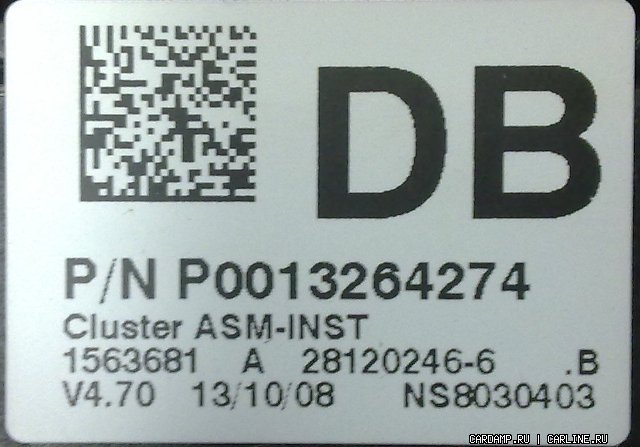 DB
P/N P0013264274
Cluster ASM-INST
1563681 A 28120246-6 .B
V4.70 13/10/08 NS8030403
CARDAMP.RU | CARLINE.RU